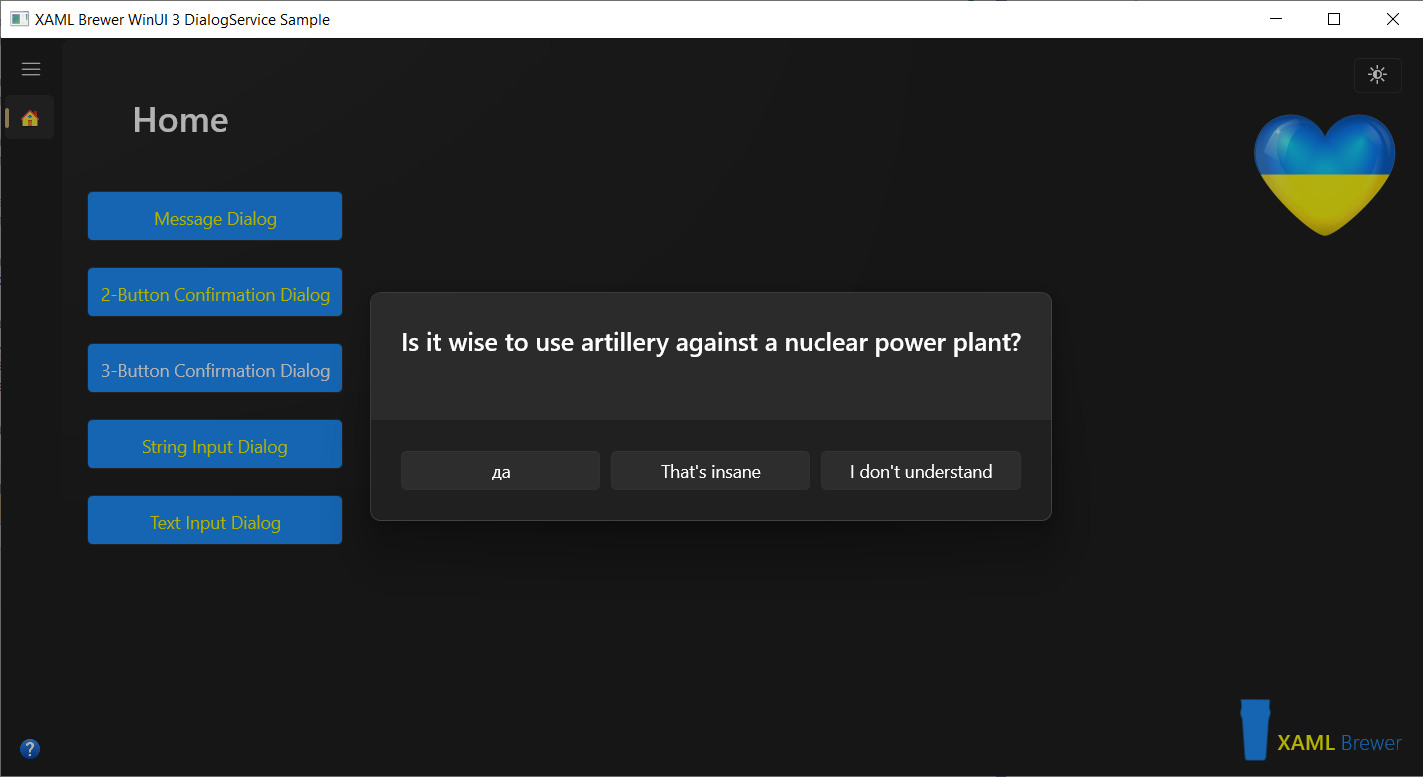 XAML Brewer WinUI 3 DialogService Sample
Home
Message Dialog
2-Button Confirmation Dialog
3-Button Confirmation Dialog
String Input Dialog
Text Input Dialog
Is it wise to use artillery against a nuclear power plant?
да
That's insane
I don't understand
?
XAML Brewer